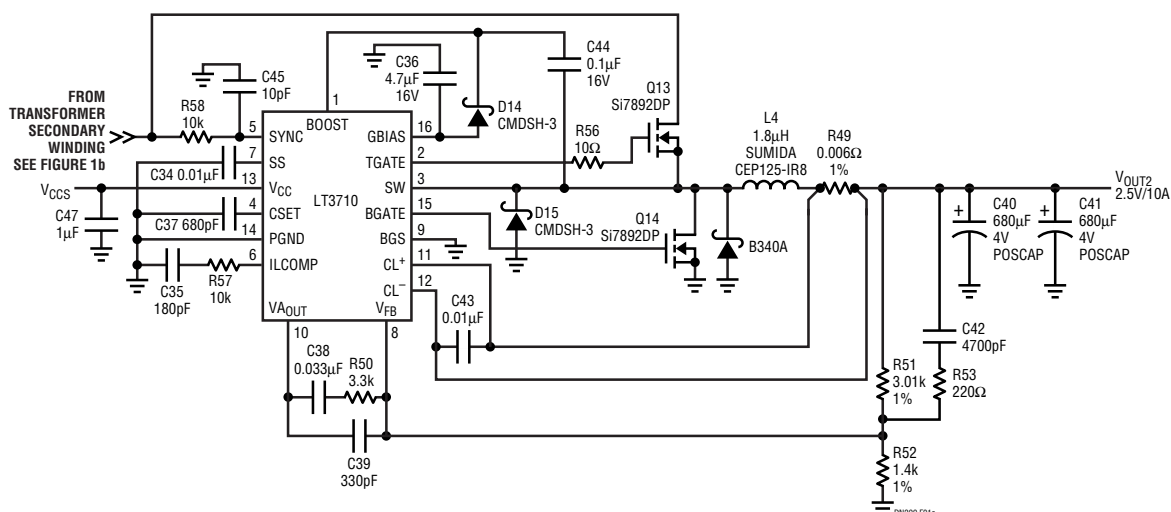 FROM
TRANSFORMER
SECONDARY
WINDING
SEE FIGURE 1b
C45
10pF
R58
10k
C36
4.7µF
16V
D14
CMDSH-3
C44
0.1µF
16V
Q13
Si7892DP
L4
1.8µH
SUMIDA
CEP125-IR8
R49
0.006Ω
1%
VOUT2
2.5V/10A
R56
10Ω
1
BOOST
5
SYNC
GBIAS
16
7
SS
TGATE
2
C34 0.01µF
VCCS
13
VCC
LT3710
SW
3
C47
1µF
C37 680pF
4
CSET
BGATE
15
14
PGND
BGS
9
6
ILCOMP
CL+
11
CL–
12
C35
180pF
R57
10k
VAOUT
VFB
10
8
D15
CMDSH-3
Q14
Si7892DP
B340A
+
C40
680µF
4V
POSCAP
+
C41
680µF
4V
POSCAP
C43
0.01µF
C38
0.033µF
R50
3.3k
C39
330pF
R51
3.01k
1%
C42
4700pF
R53
220Ω
R52
1.4k
1%